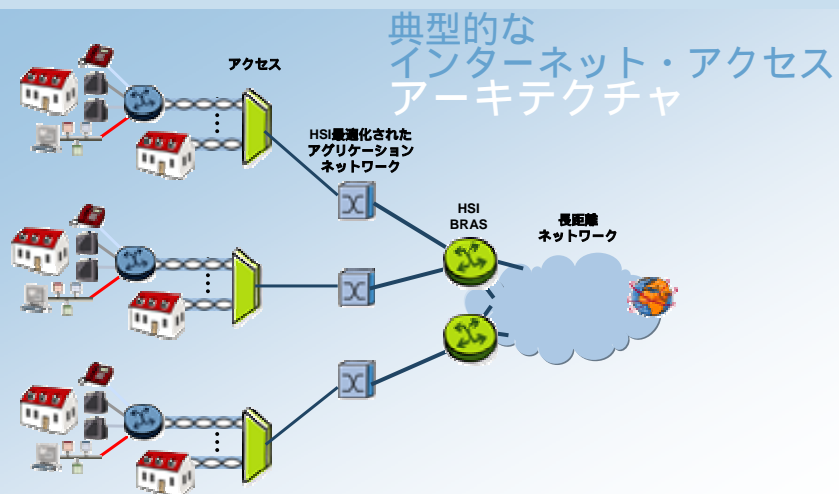 典型的な
インターネット・アクセス
アーキテクチャ
アクセス
HSI最適化された
アグリケーション
ネットワーク
HSI
BRAS
長距離
ネットワーク